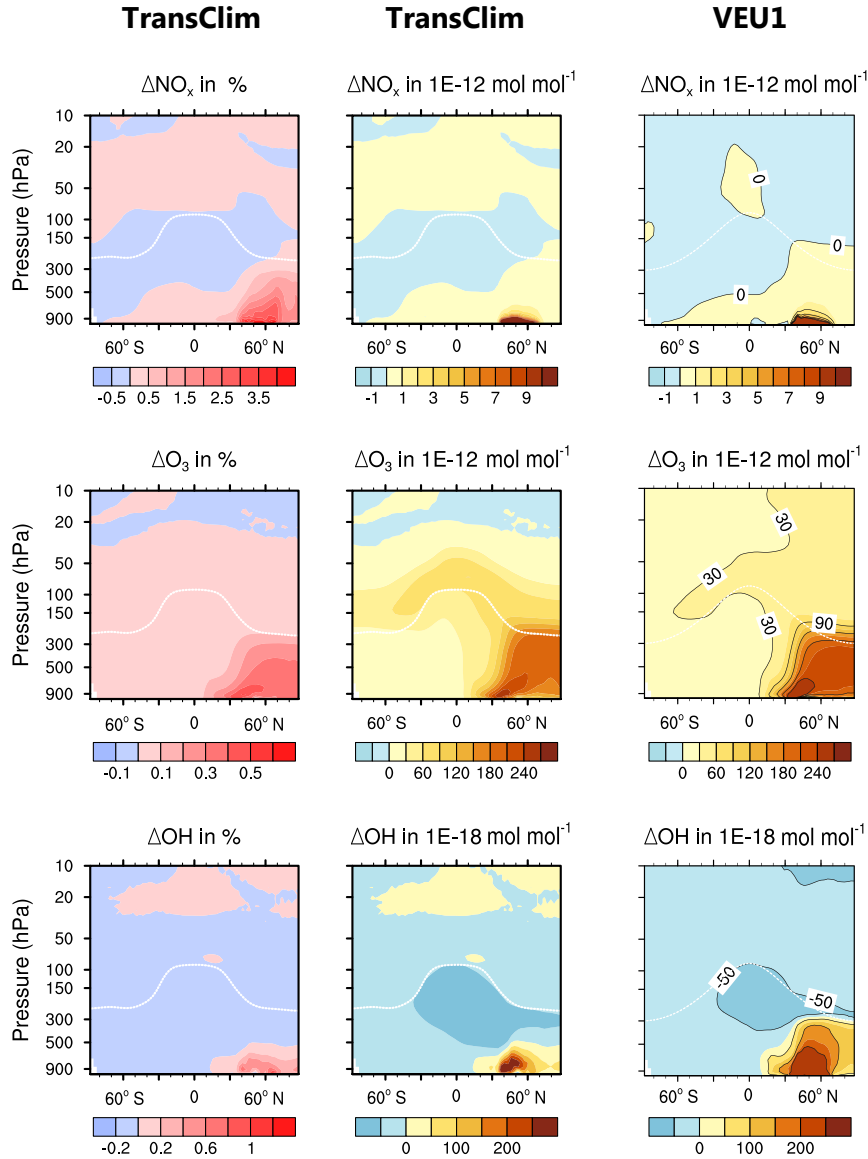 TransClim TransClim VEU1
ΔNOₓ in % ΔNOₓ in 1E-12 mol mol⁻¹ ΔNOₓ in 1E-12 mol mol⁻¹
Pressure (hPa)
10
20
50
100
150
300
500
900
0
0
0
60° S 0 60° N 60° S 0 60° N 60° S 0 60° N
-0.5 0.5 1.5 2.5 3.5 -1 1 3 5 7 9 -1 1 3 5 7 9
ΔO₃ in % ΔO₃ in 1E-12 mol mol⁻¹ ΔO₃ in 1E-12 mol mol⁻¹
Pressure (hPa)
10
20
50
100
150
300
500
900
30
30
30 90
60° S 0 60° N 60° S 0 60° N 60° S 0 60° N
-0.1 0.1 0.3 0.5 0 60 120 180 240 0 60 120 180 240
ΔOH in % ΔOH in 1E-18 mol mol⁻¹ ΔOH in 1E-18 mol mol⁻¹
Pressure (hPa)
10
20
50
100
150
300
500
900
-50 -50
60° S 0 60° N 60° S 0 60° N 60° S 0 60° N
-0.2 0.2 0.6 1 0 100 200 0 100 200